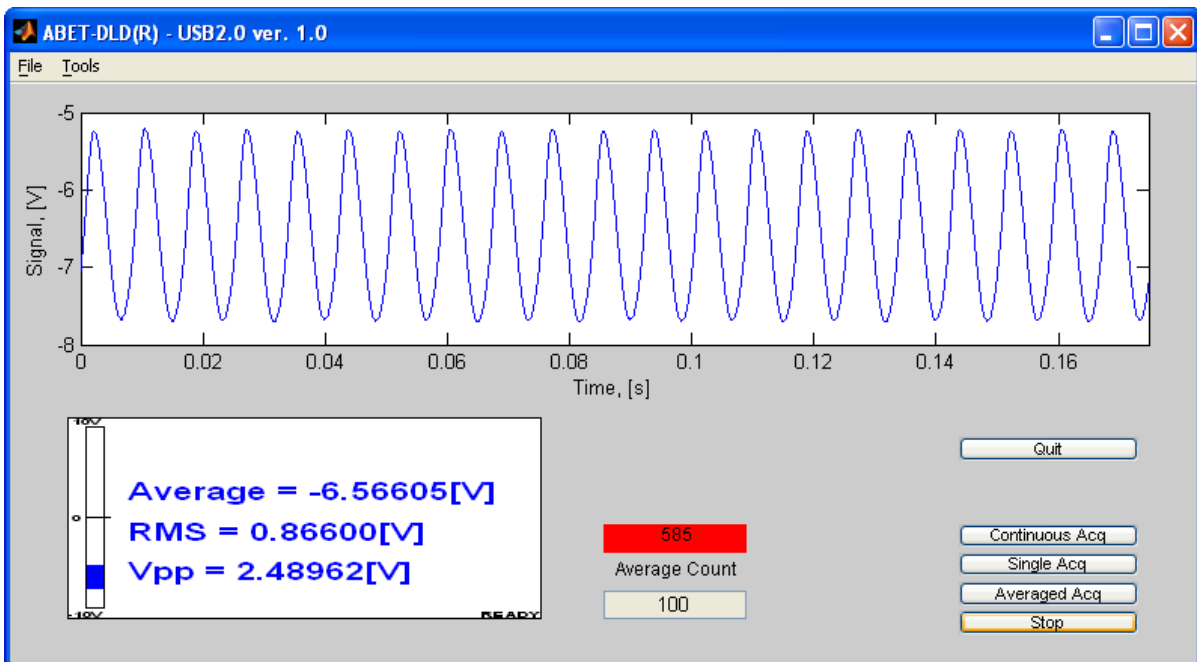 ABET-DLD(R) - USB2.0 ver. 1.0
File Tools
-5
-6
-7
-8
Signal, [V]
0 0.02 0.04 0.06 0.08 0.1 0.12 0.14 0.16
Time, [s]
0
Average = -6.56605[V]
RMS = 0.86600[V]
Vpp = 2.48962[V]
READY
585
Average Count
100
Quit
Continuous Acq
Single Acq
Averaged Acq
Stop